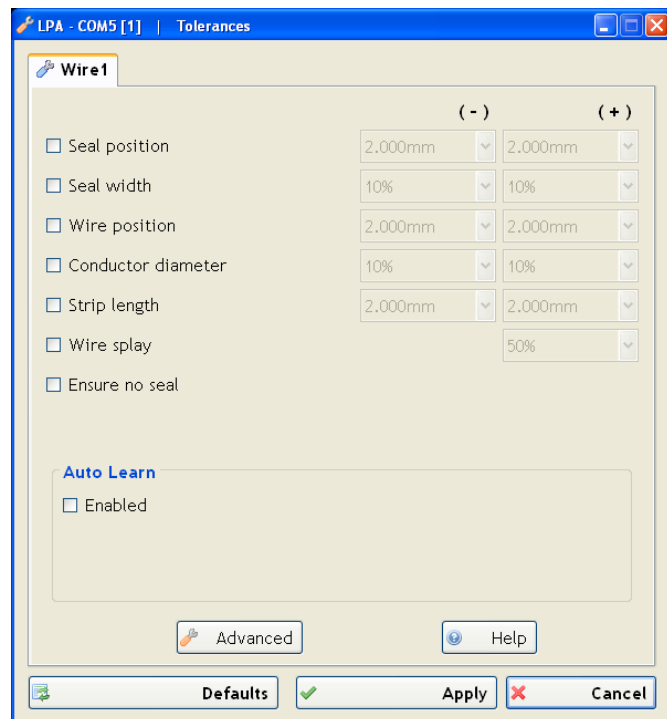 LPA - COM5 [1] | Tolerances
Wire1
( - ) ( + )
Seal position 2.000mm 2.000mm
Seal width 10% 10%
Wire position 2.000mm 2.000mm
Conductor diameter 10% 10%
Strip length 2.000mm 2.000mm
Wire splay 50%
Ensure no seal
Auto Learn
Enabled
Advanced Help
Defaults Apply Cancel